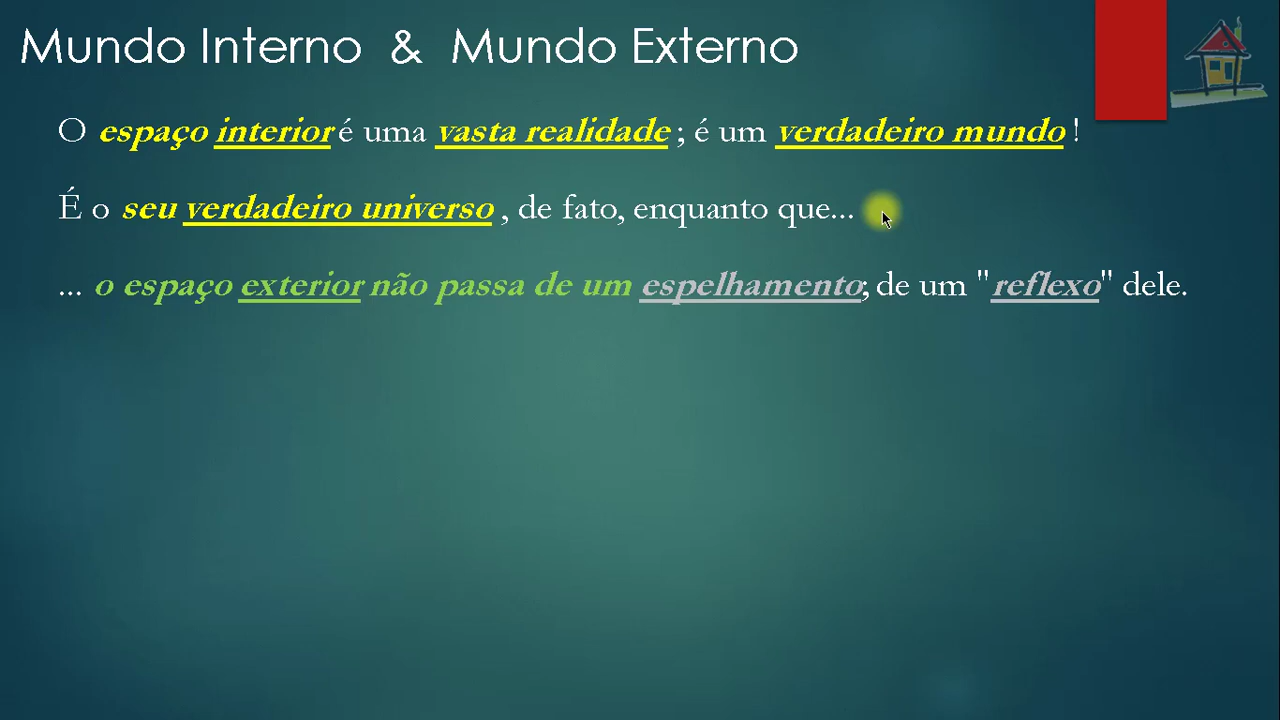 Mundo Interno & Mundo Externo
O espaço interior é uma vasta realidade ; é um verdadeiro mundo !
É o seu verdadeiro universo , de fato, enquanto que...
... o espaço exterior não passa de um espelhamento; de um "reflexo" dele.